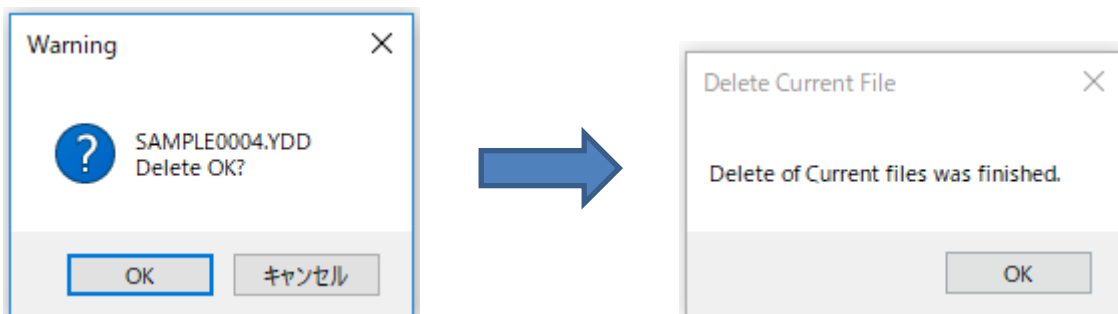 Warning
SAMPLE0004.YDD
Delete OK?
OK
キャンセル
Delete Current File
Delete of Current files was finished.
OK